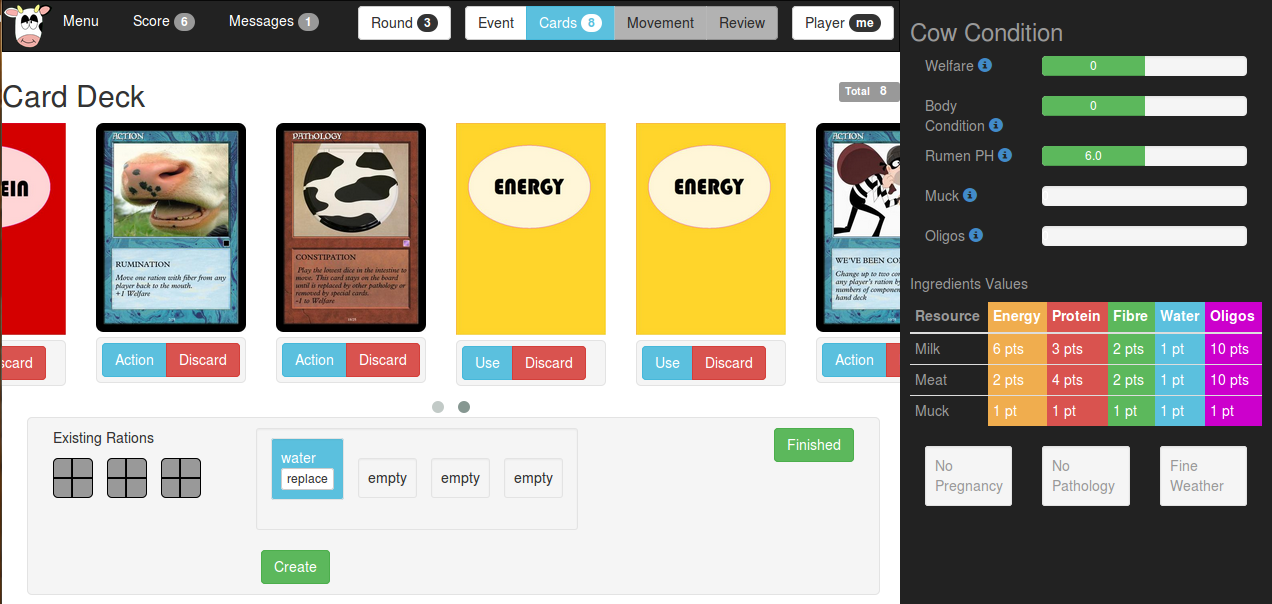 Menu
Score 6
Messages 1
Round 3
Event
Cards 8
Movement
Review
Player me
Card Deck
Total 8
EIN
card
ACTION
RUMINATION
Move one ration with fiber from any
player back to the mouth.
+1 Welfare
Action
Discard
PATHOLOGY
CONSTIPATION
Play the lowest dice in the intestine to
move. This card stays on the board
until is replaced by other pathology or
removed by special cards.
-1 to Welfare
Action
Discard
ENERGY
Use
Discard
ENERGY
Use
Discard
ACTION
WE'VE BEEN CO
Change up to two co
any player's ration b
numbers of compone
hand deck
Action
Existing Rations
water
replace
empty
empty
empty
Finished
Create
Cow Condition
Welfare
0
Body
Condition
0
Rumen PH
6.0
Muck
Oligos
Ingredients Values
Resource Energy Protein Fibre Water Oligos
Milk 6 pts 3 pts 2 pts 1 pt 10 pts
Meat 2 pts 4 pts 2 pts 1 pt 10 pts
Muck 1 pt 1 pt 1 pt 1 pt 1 pt
No
Pregnancy
No
Pathology
Fine
Weather